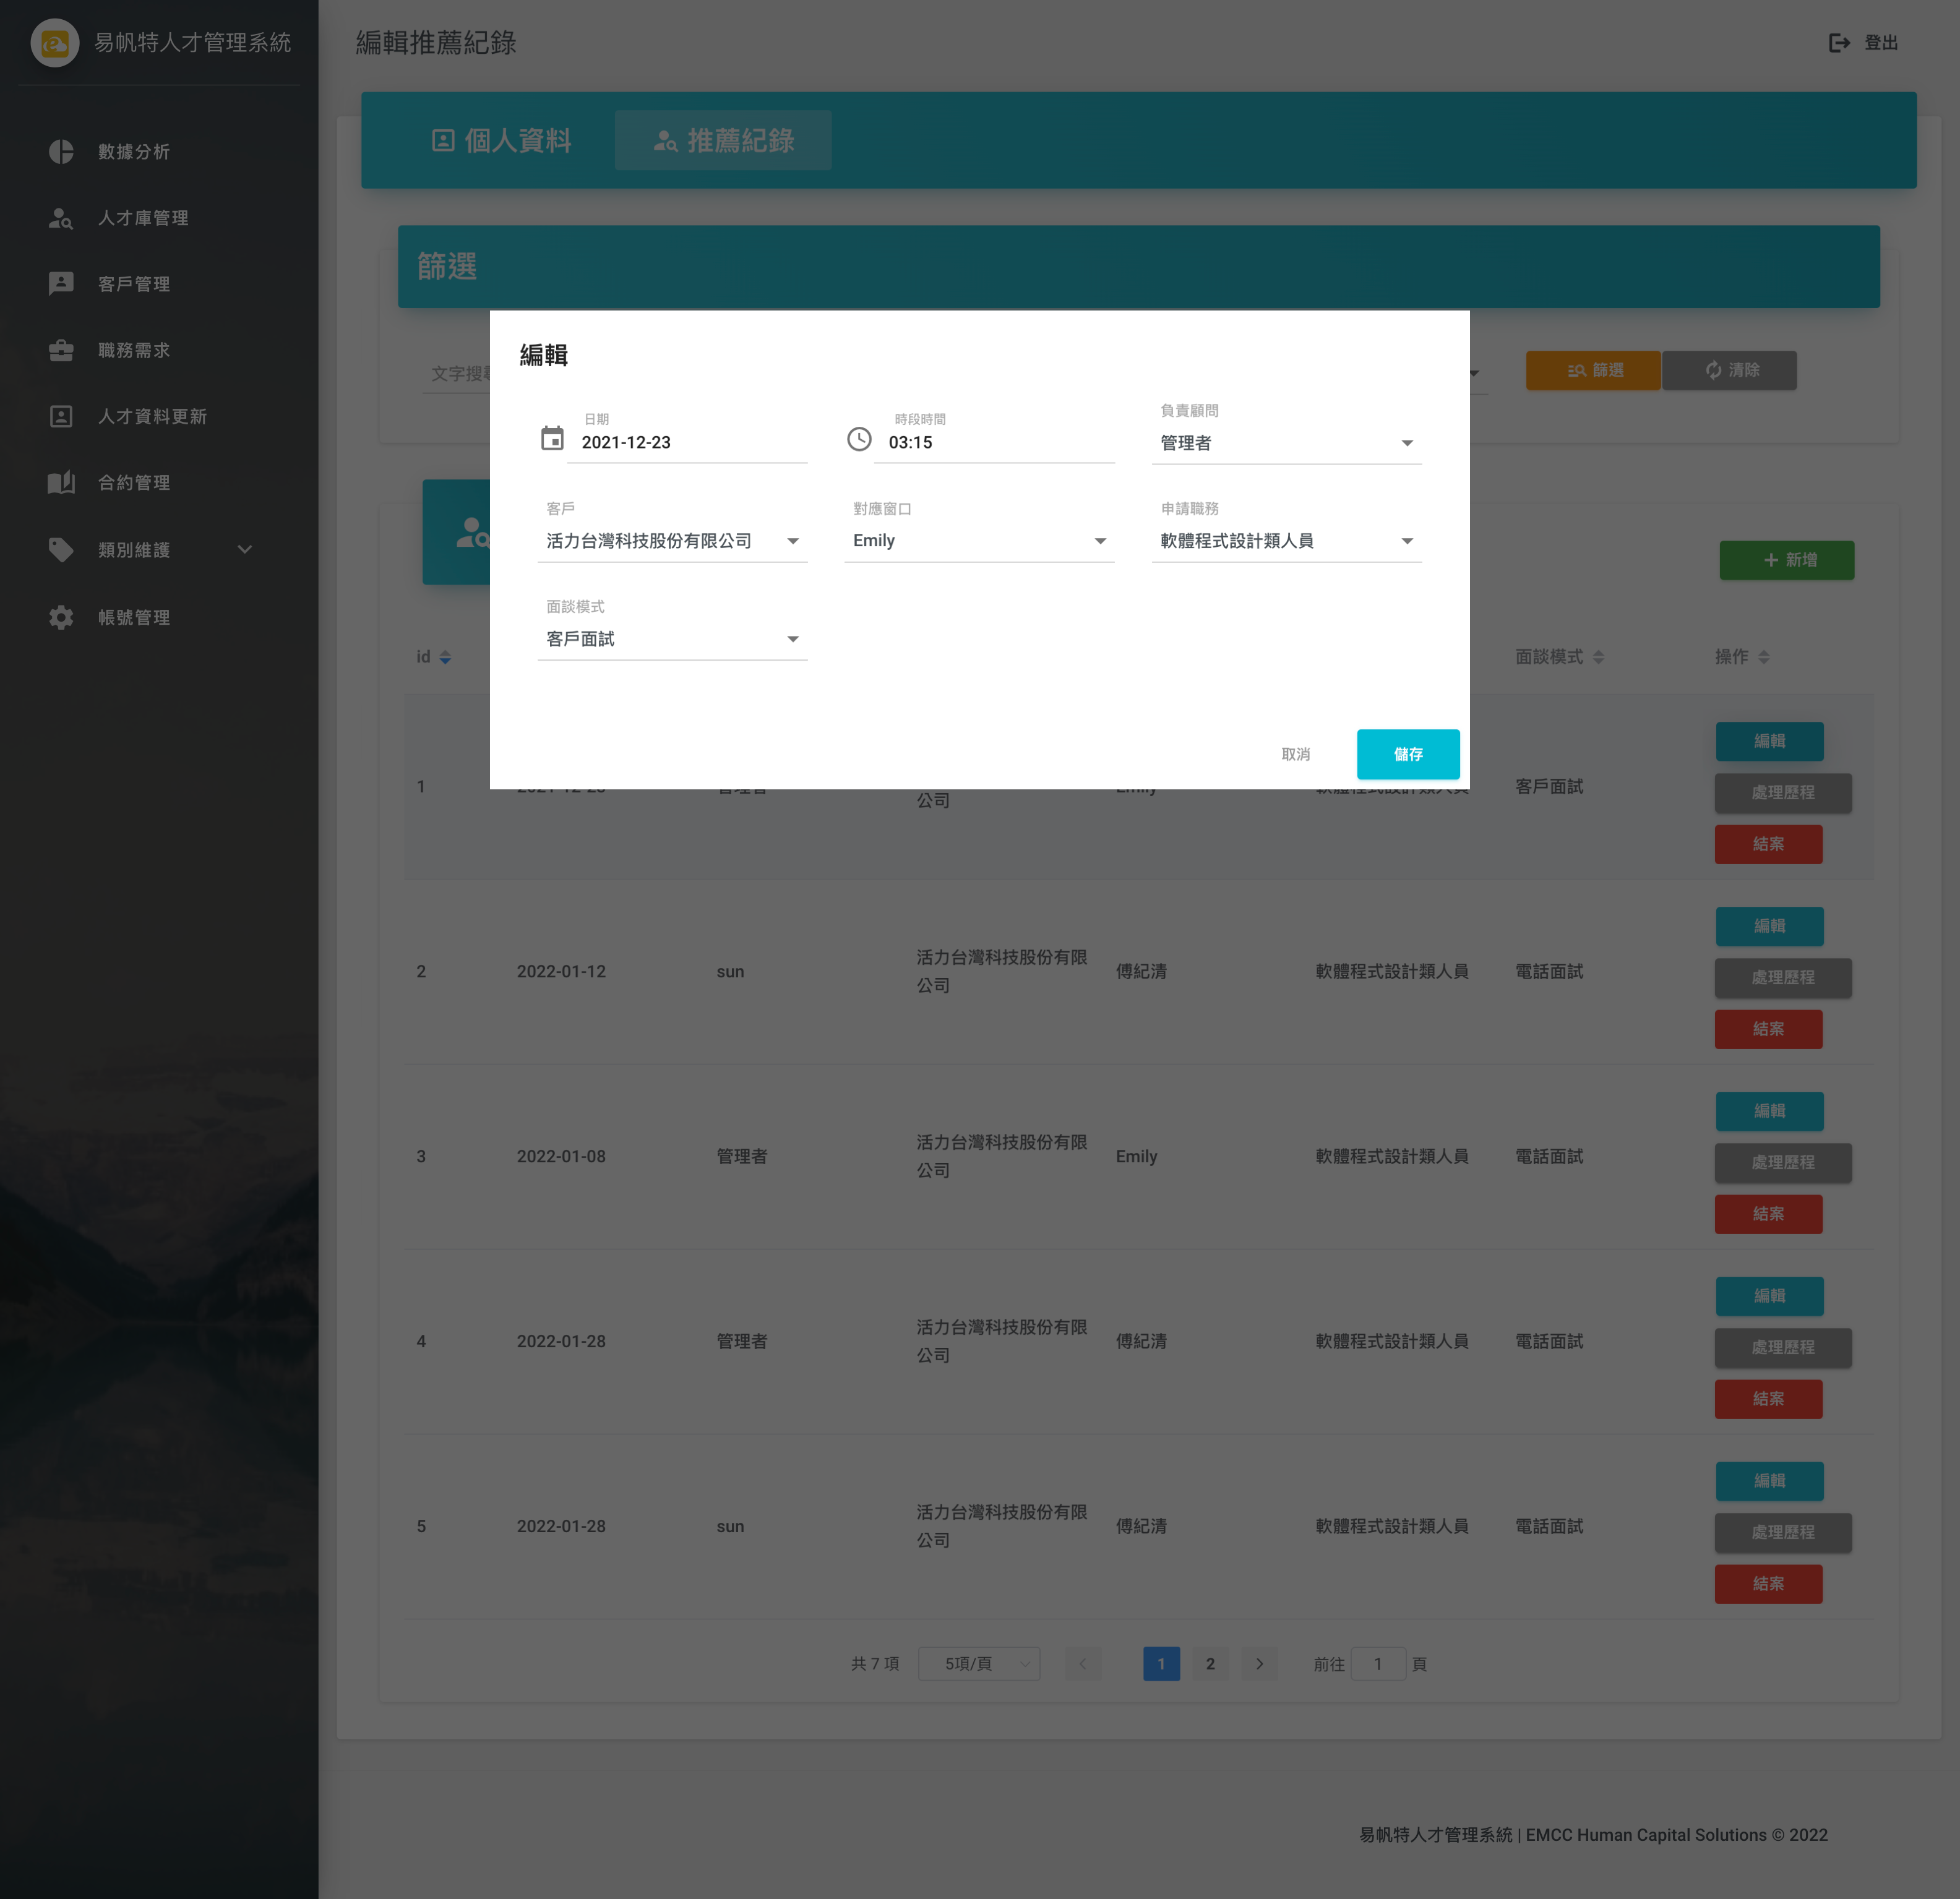 易帆特人才管理系統
數據分析
人才庫管理
客戶管理
職務需求
人才資料更新
合約管理
類別維護
帳號管理
編輯推薦紀錄
登出
個人資料
推薦紀錄
篩選
文字搜尋
篩選
清除
編輯
日期
2021-12-23
時段時間
03:15
負責顧問
管理者
客戶
活力台灣科技股份有限公司
對應窗口
Emily
申請職務
軟體程式設計類人員
面談模式
客戶面試
取消
儲存
新增
id
面談模式
操作
1
2021-12-23
管理者
公司
Emily
軟體程式設計類人員
客戶面試
編輯
處理歷程
結案
2
2022-01-12
sun
活力台灣科技股份有限
公司
傅紀清
軟體程式設計類人員
電話面試
編輯
處理歷程
結案
3
2022-01-08
管理者
活力台灣科技股份有限
公司
Emily
軟體程式設計類人員
電話面試
編輯
處理歷程
結案
4
2022-01-28
管理者
活力台灣科技股份有限
公司
傅紀清
軟體程式設計類人員
電話面試
編輯
處理歷程
結案
5
2022-01-28
sun
活力台灣科技股份有限
公司
傅紀清
軟體程式設計類人員
電話面試
編輯
處理歷程
結案
共 7 項
5項/頁
1
2
前往 1 頁
易帆特人才管理系統 | EMCC Human Capital Solutions © 2022